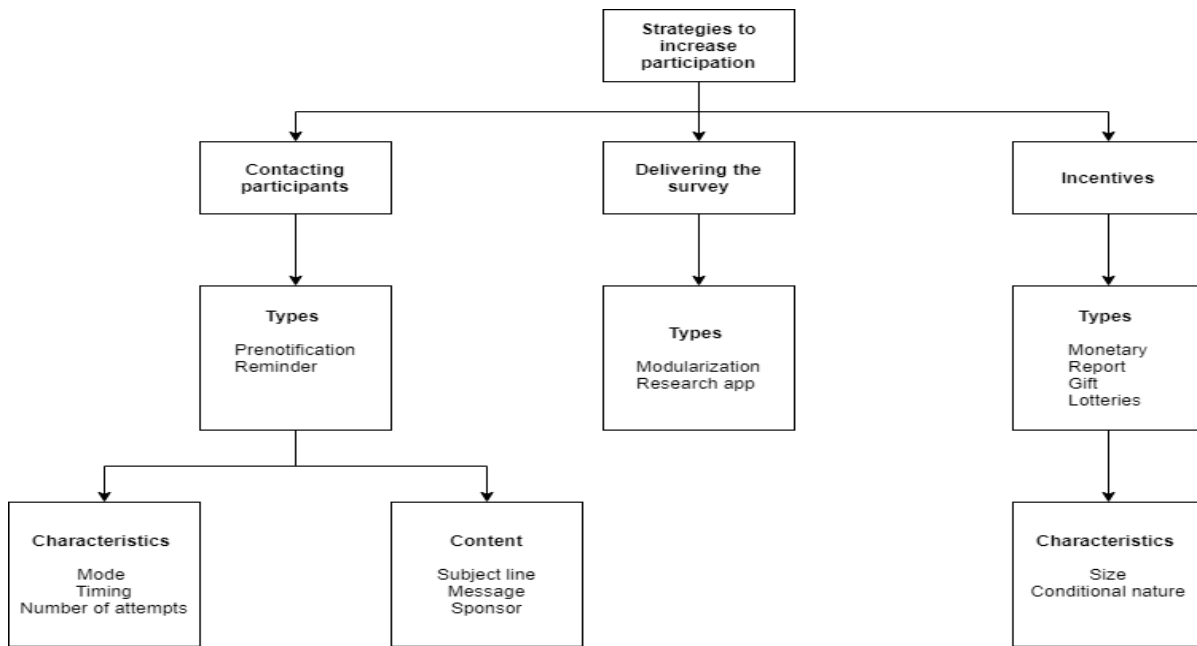 Strategies to
increase
participation
Contacting
participants
Delivering the
survey
Incentives
Types
Prenotification
Reminder
Types
Modularization
Research app
Types
Monetary
Report
Gift
Lotteries
Characteristics
Mode
Timing
Number of attempts
Content
Subject line
Message
Sponsor
Characteristics
Size
Conditional nature